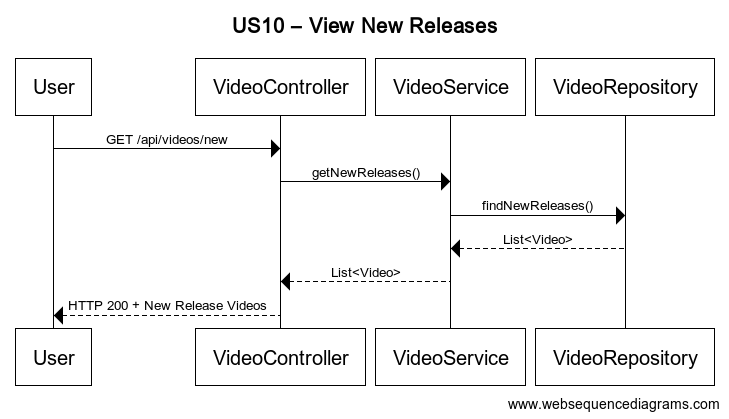 US10 – View New Releases
User VideoController VideoService VideoRepository
GET /api/videos/new
getNewReleases()
findNewReleases()
List<Video>
List<Video>
HTTP 200 + New Release Videos
User VideoController VideoService VideoRepository
www.websequencediagrams.com